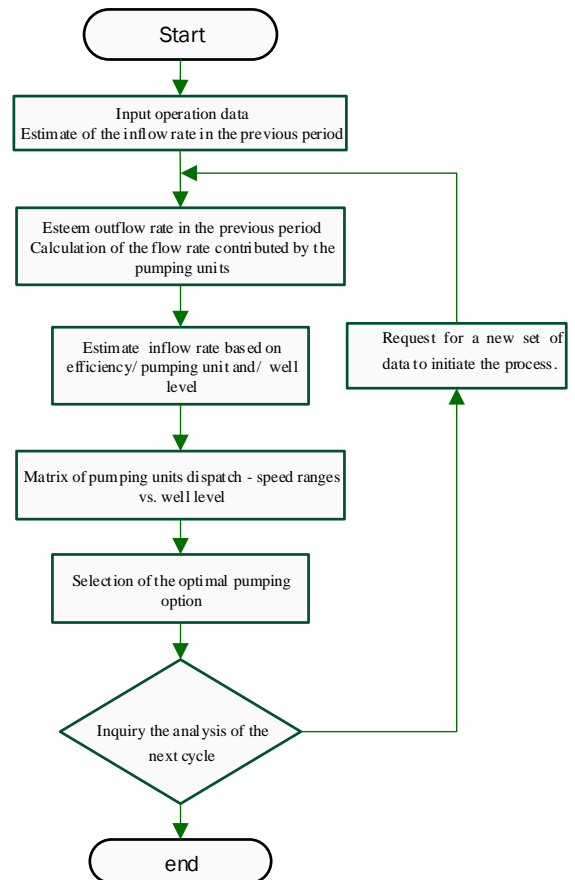 Start
Input operation data
Estimate of the inflow rate in the previous period
Esteem outflow rate in the previous period
Calculation of the flow rate contributed by the
pumping units
Estimate inflow rate based on
efficiency/ pumping unit and/ well
level
Request for a new set of
data to initiate the process.
Matrix of pumping units dispatch - speed ranges
vs. well level
Selection of the optimal pumping
option
Inquiry the analysis of the
next cycle
end